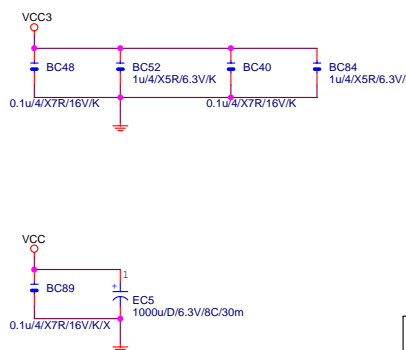 VCC3
BC48
BC52
1u/4/X5R/6.3V/K
BC40
BC84
1u/4/X5R/6.3V/
0.1u/4/X7R/16V/K
0.1u/4/X7R/16V/K
VCC
1
BC89
+
EC5
1000u/D/6.3V/8C/30m
0.1u/4/X7R/16V/K/X